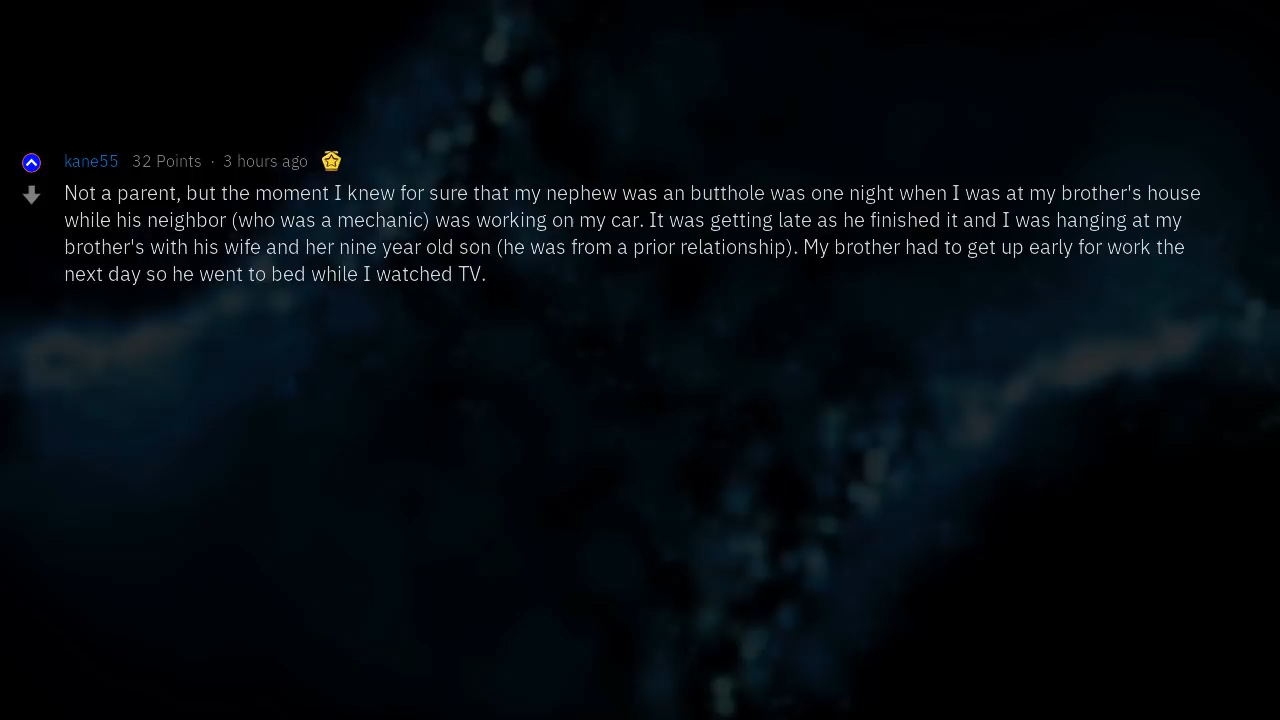 kane55 32 Points · 3 hours ago
Not a parent, but the moment I knew for sure that my nephew was an butthole was one night when I was at my brother's house
while his neighbor (who was a mechanic) was working on my car. It was getting late as he finished it and I was hanging at my
brother's with his wife and her nine year old son (he was from a prior relationship). My brother had to get up early for work the
next day so he went to bed while I watched TV.